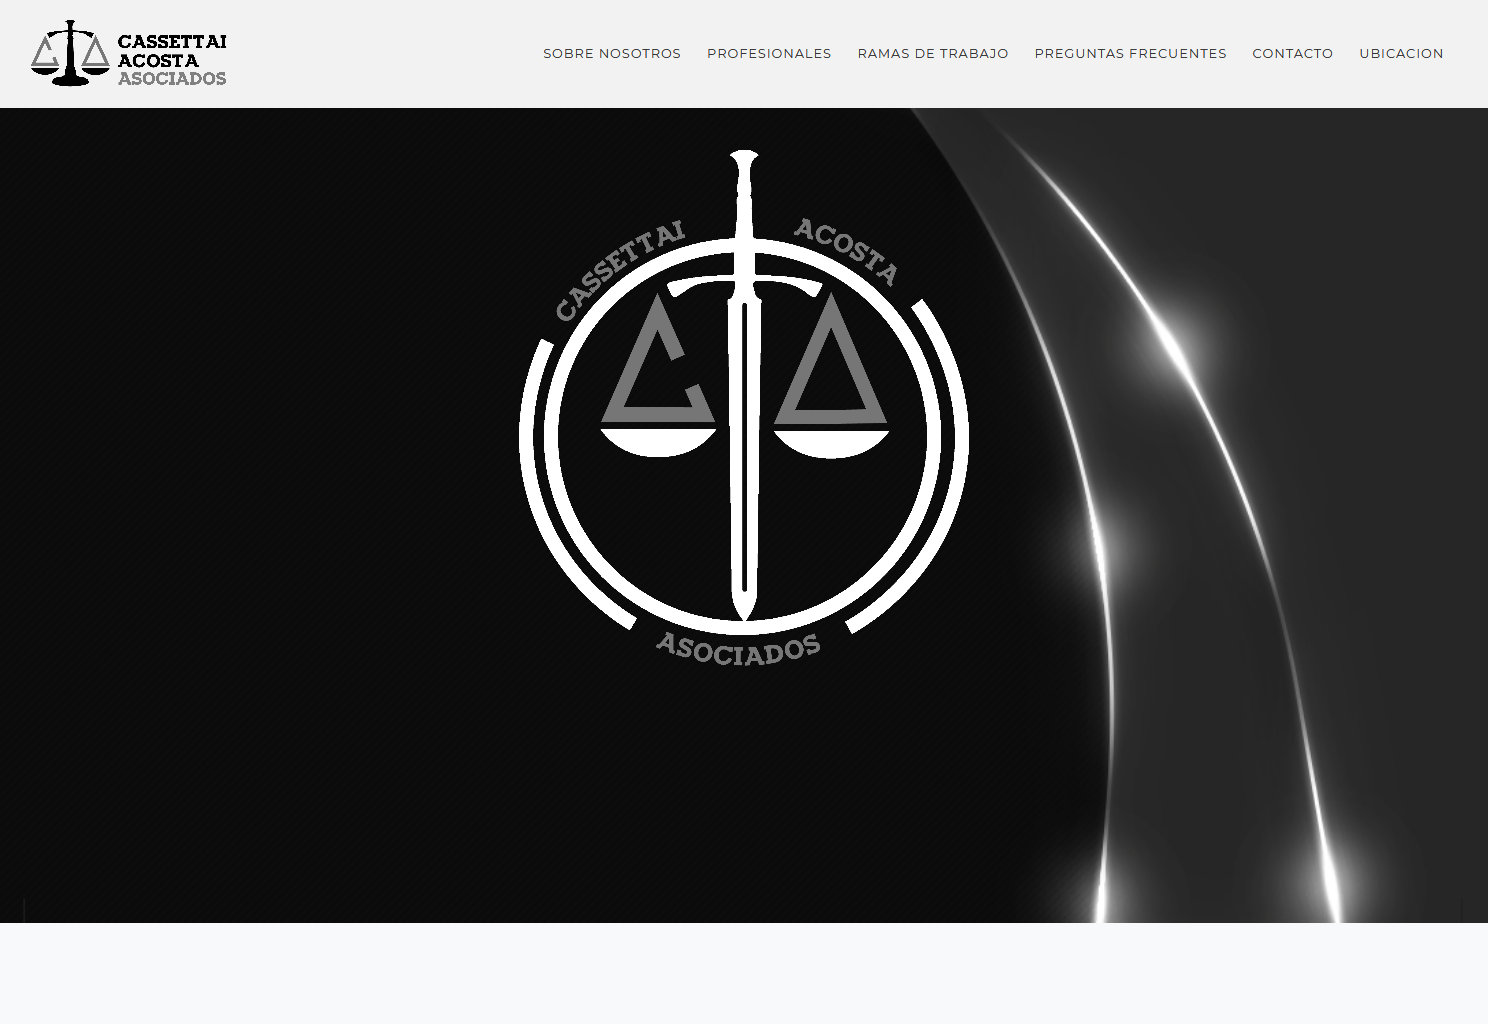 CASSETTAI
ACOSTA
ASOCIADOS
SOBRE NOSOTROS
PROFESIONALES
RAMAS DE TRABAJO
PREGUNTAS FRECUENTES
CONTACTO
UBICACION
CASSETTAI
ACOSTA
ASOCIADOS